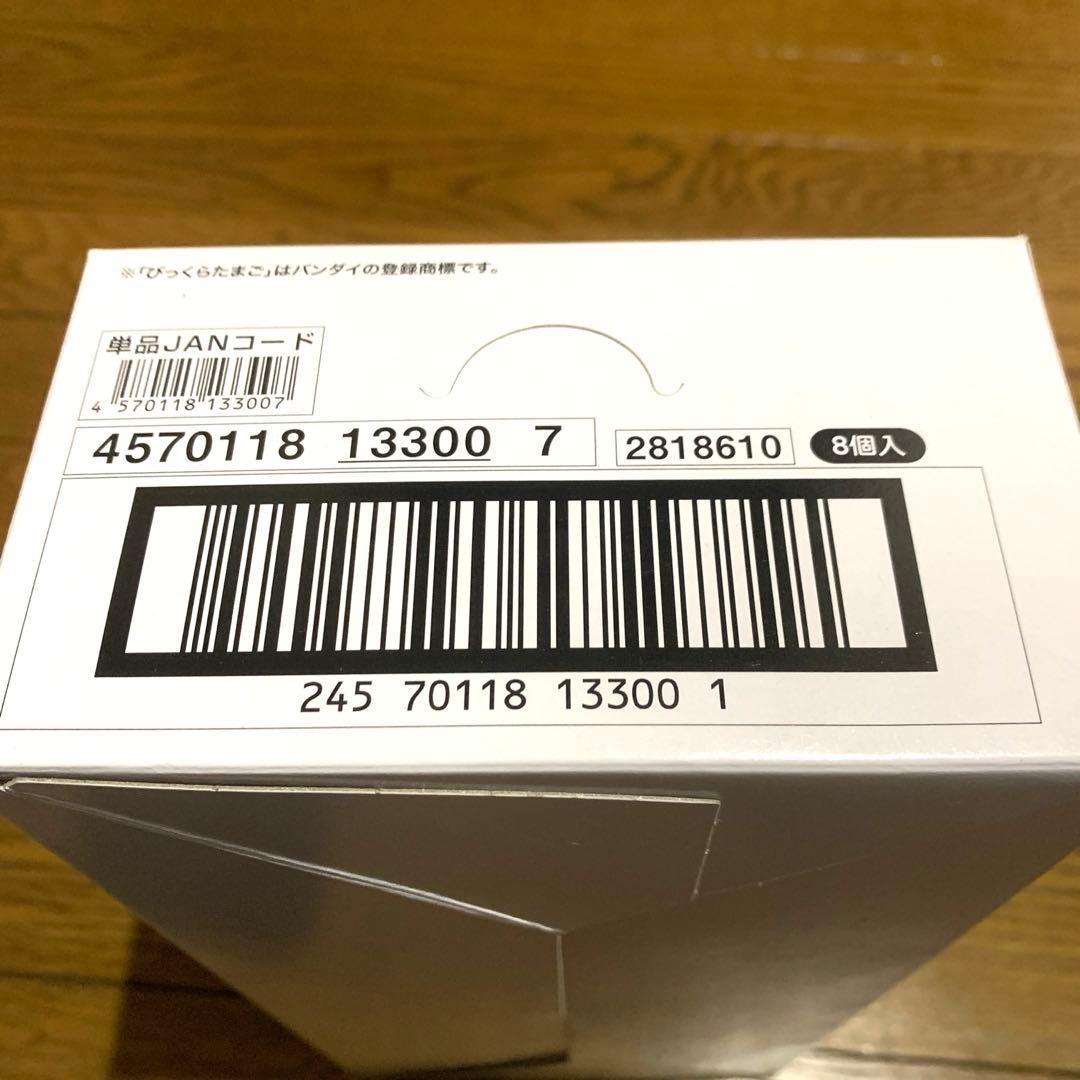 ※「びっくらたまご」はバンダイの登録商標です。
単品JANコード
4 570118 133007
4570118 13300 7 2818610 8個入
245 70118 13300 1